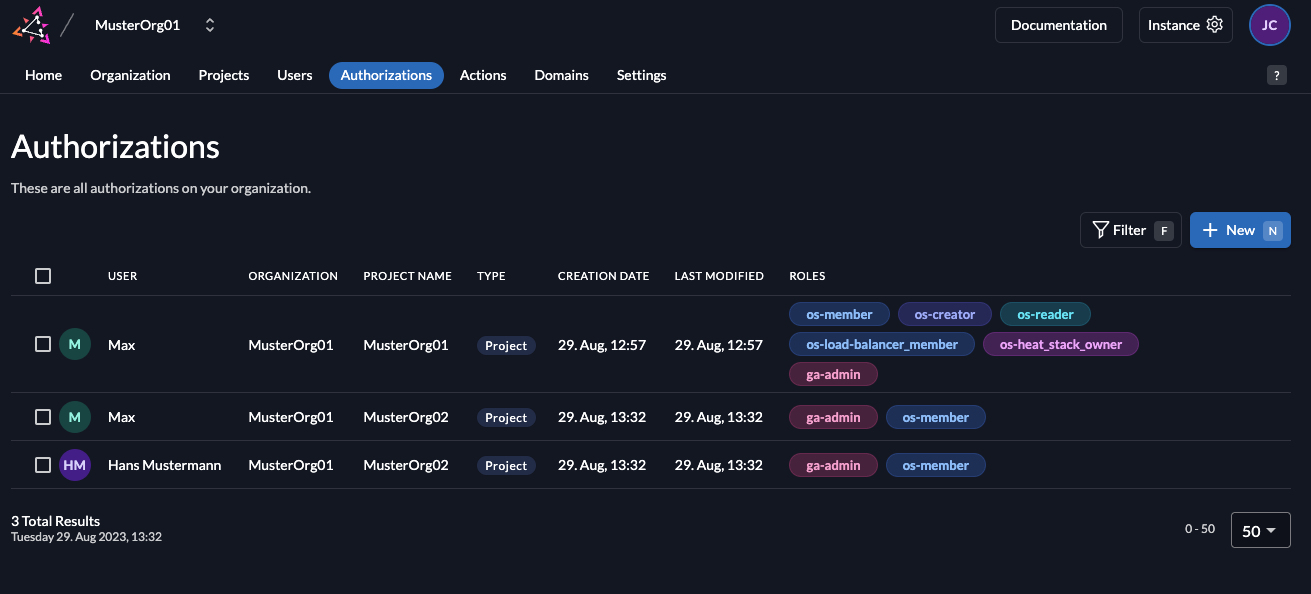 MusterOrg01
Documentation
Instance
JC
Home Organization Projects Users Authorizations Actions Domains Settings
?
Authorizations
These are all authorizations on your organization.
Filter F
New N
USER ORGANIZATION PROJECT NAME TYPE CREATION DATE LAST MODIFIED ROLES
os-member os-creator os-reader
M Max MusterOrg01 MusterOrg01 Project 29. Aug, 12:57 29. Aug, 12:57 os-load-balancer_member os-heat_stack_owner
ga-admin
M Max MusterOrg01 MusterOrg02 Project 29. Aug, 13:32 29. Aug, 13:32 ga-admin os-member
HM Hans Mustermann MusterOrg01 MusterOrg02 Project 29. Aug, 13:32 29. Aug, 13:32 ga-admin os-member
3 Total Results
Tuesday 29. Aug 2023, 13:32
0 - 50
50